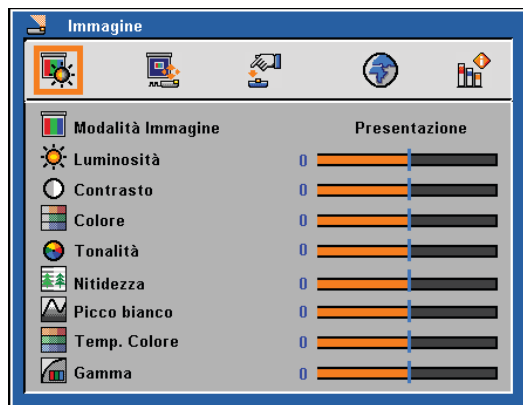 Immagine
Modalità Immagine Presentazione
Luminosità 0
Contrasto 0
Colore 0
Tonalità 0
Nitidezza 0
Picco bianco 0
Temp. Colore 0
Gamma 0